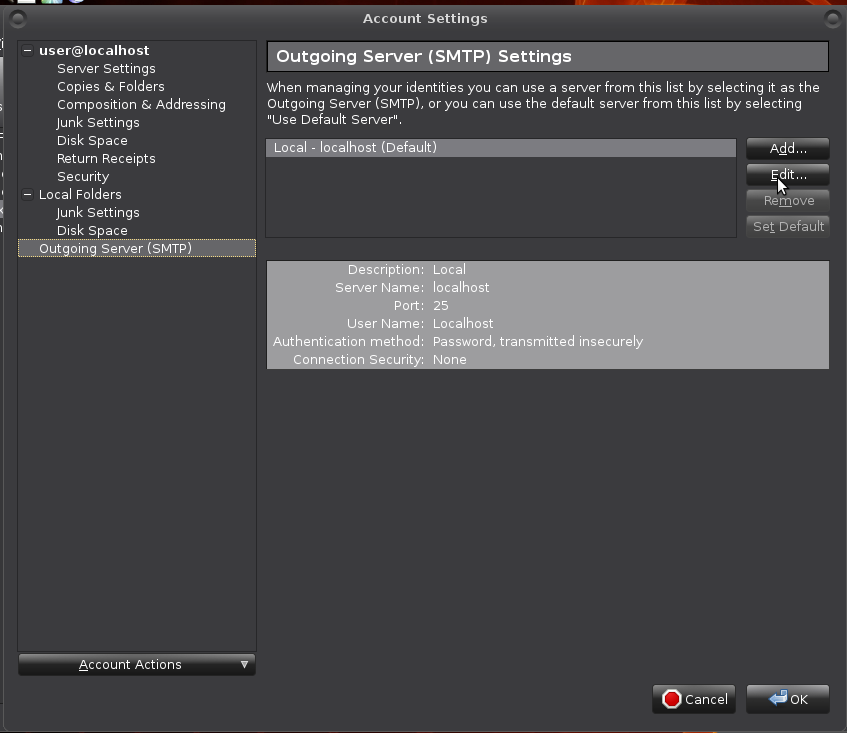 Account Settings
user@localhost
Server Settings
Copies & Folders
Composition & Addressing
Junk Settings
Disk Space
Return Receipts
Security
Local Folders
Junk Settings
Disk Space
Outgoing Server (SMTP)
Account Actions
Outgoing Server (SMTP) Settings
When managing your identities you can use a server from this list by selecting it as the
Outgoing Server (SMTP), or you can use the default server from this list by selecting
"Use Default Server".
Local - localhost (Default)
Add...
Edit...
Remove
Set Default
Description: Local
Server Name: localhost
Port: 25
User Name: Localhost
Authentication method: Password, transmitted insecurely
Connection Security: None
Cancel
OK